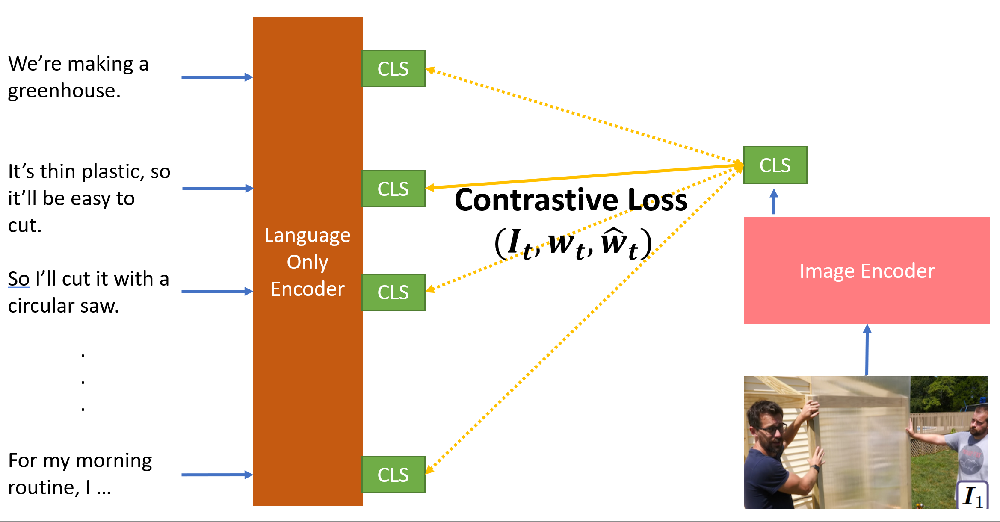 We’re making a
greenhouse.
CLS
It’s thin plastic, so
it’ll be easy to
cut.
CLS
So I’ll cut it with a
circular saw.
CLS
.
.
.
For my morning
routine, I ...
CLS
Language
Only
Encoder
Contrastive Loss
(I_t, w_t, ŵ_t)
CLS
Image Encoder
I_1